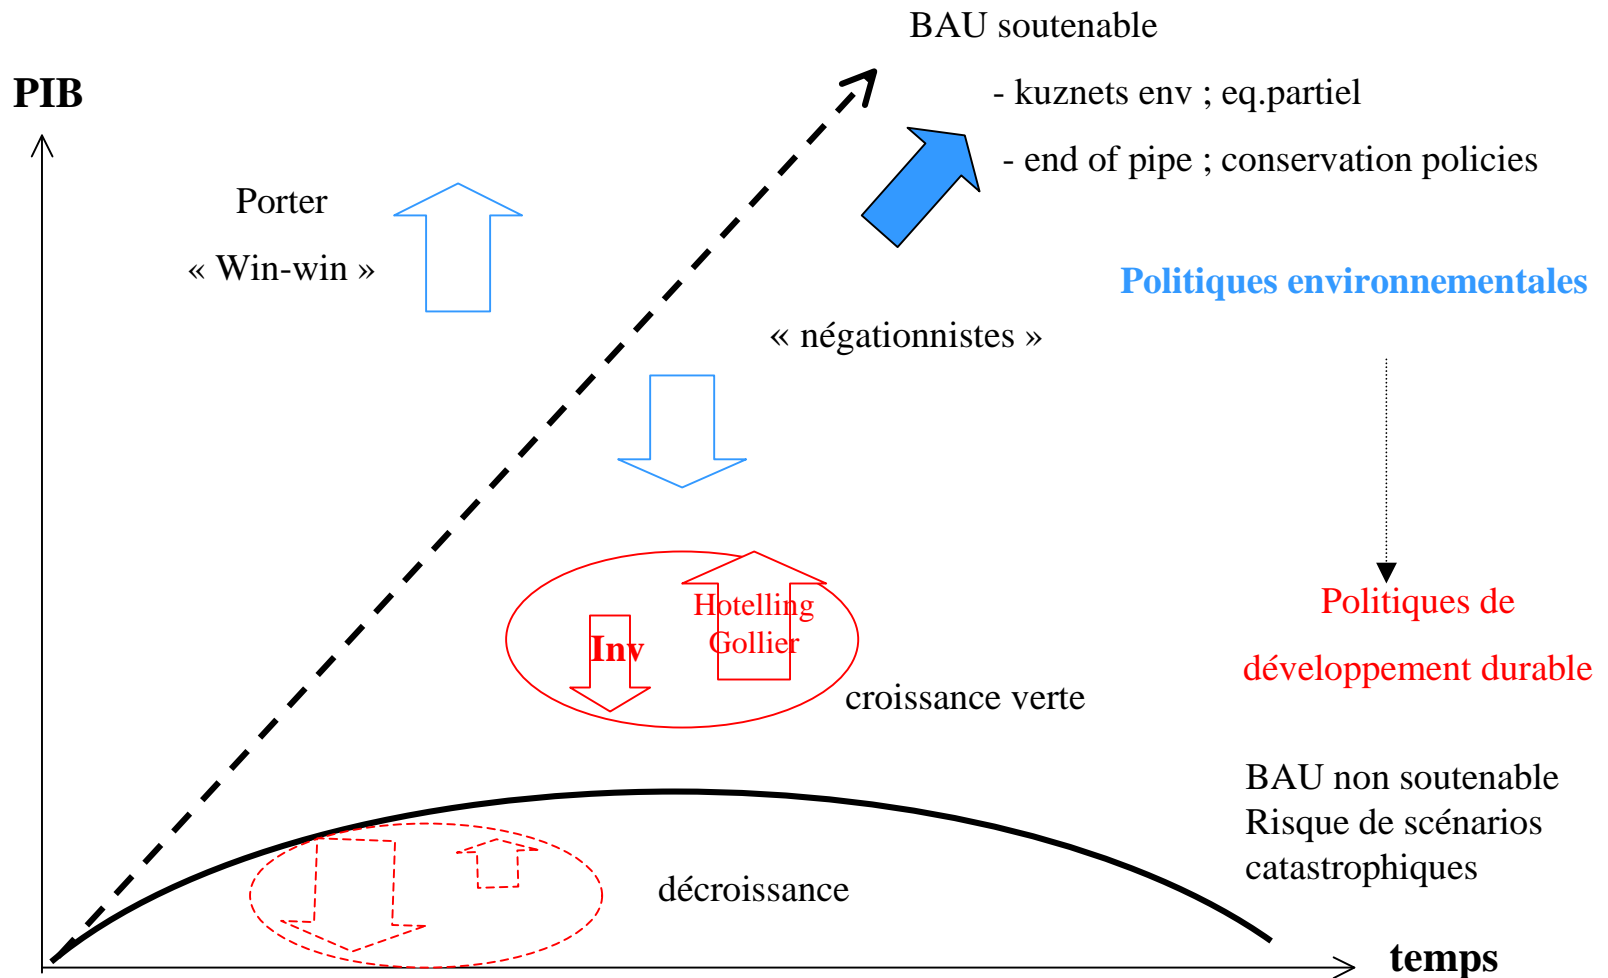 BAU soutenable
PIB
- kuznets env ; eq.partiel
- end of pipe ; conservation policies
Porter
« Win-win »
Politiques environnementales
« négationnistes »
Hotelling
Gollier
Inv
Politiques de
développement durable
croissance verte
BAU non soutenable
Risque de scénarios
catastrophiques
décroissance
temps